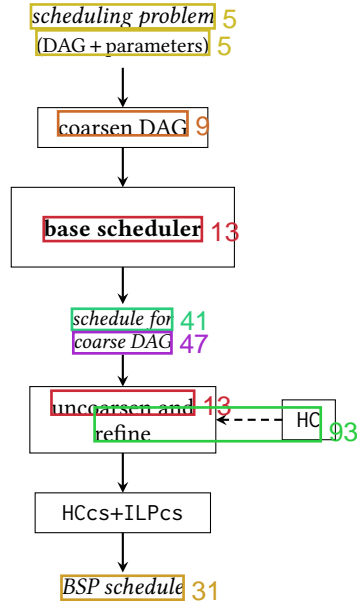 scheduling problem 5
(DAG + parameters) 5
coarsen DAG 9
base scheduler 13
schedule for 41
coarse DAG 47
uncoarsen and 13
refine HC 93
HCcs+ILPcs
BSP schedule 31